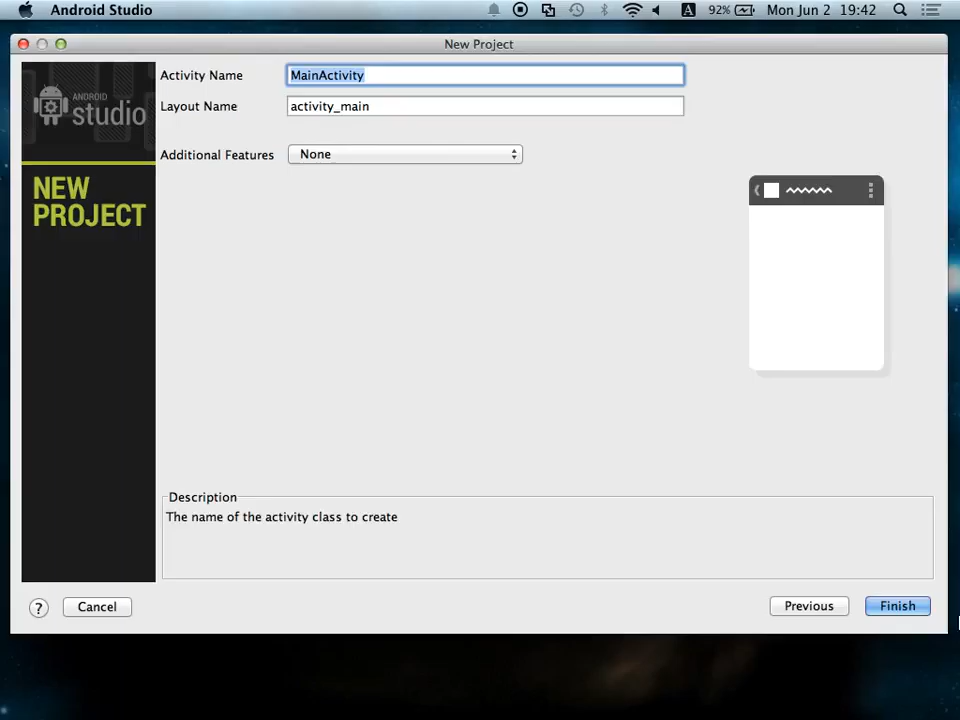 Android Studio 92% Mon Jun 2 19:42
New Project
Activity Name MainActivity
Layout Name activity_main
Additional Features None
ANDROID
studio
NEW
PROJECT
Description
The name of the activity class to create
? Cancel Previous Finish